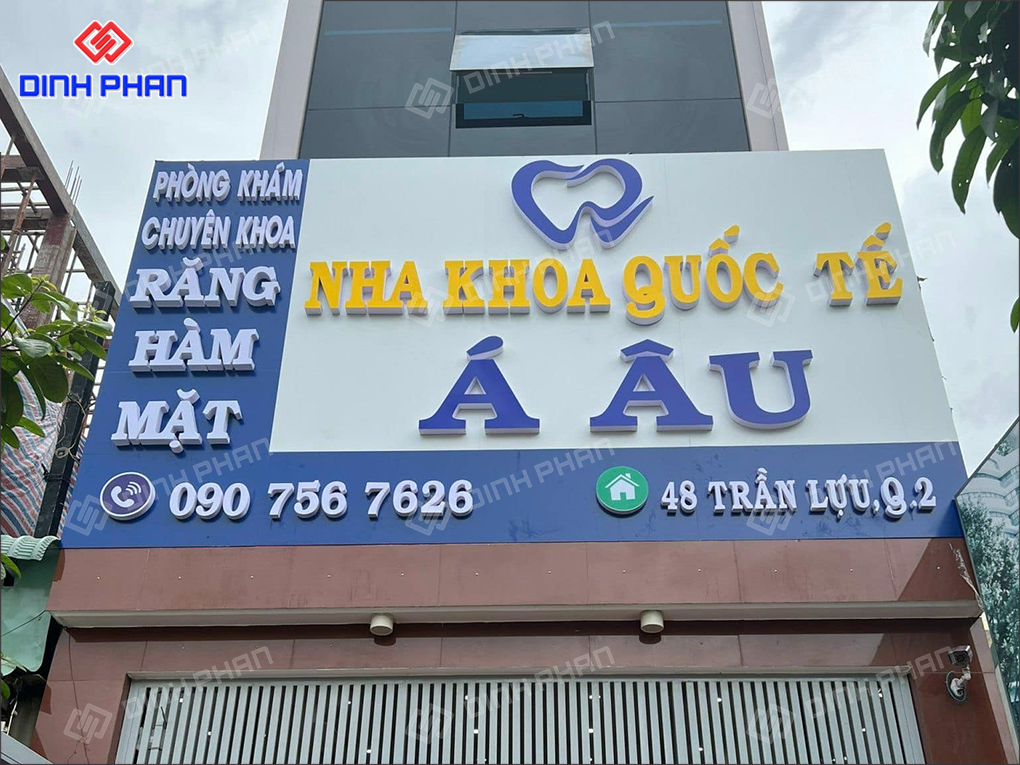 DINH PHAN
PHÒNG KHÁM
CHUYÊN KHOA
RĂNG
HÀM
MẶT
NHA KHOA QUỐC TẾ
Á ÂU
090 756 7626
48 TRẦN LỰU,Q.2